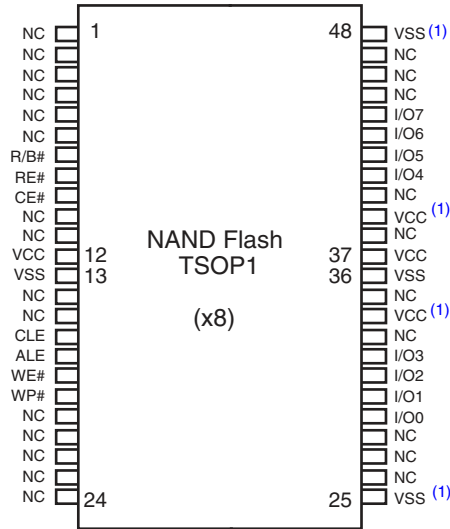 NC 1 48 VSS (1)
NC NC
NC NC
NC NC
NC I/O7
NC I/O6
R/B# I/O5
RE# I/O4
CE# NC
NC VCC (1)
NC NC
NAND Flash
VCC 12 37 VCC
TSOP1
VSS 13 36 VSS
NC NC
NC VCC (1)
(x8)
CLE NC
ALE I/O3
WE# I/O2
WP# I/O1
NC I/O0
NC NC
NC NC
NC NC
NC 24 25 VSS (1)